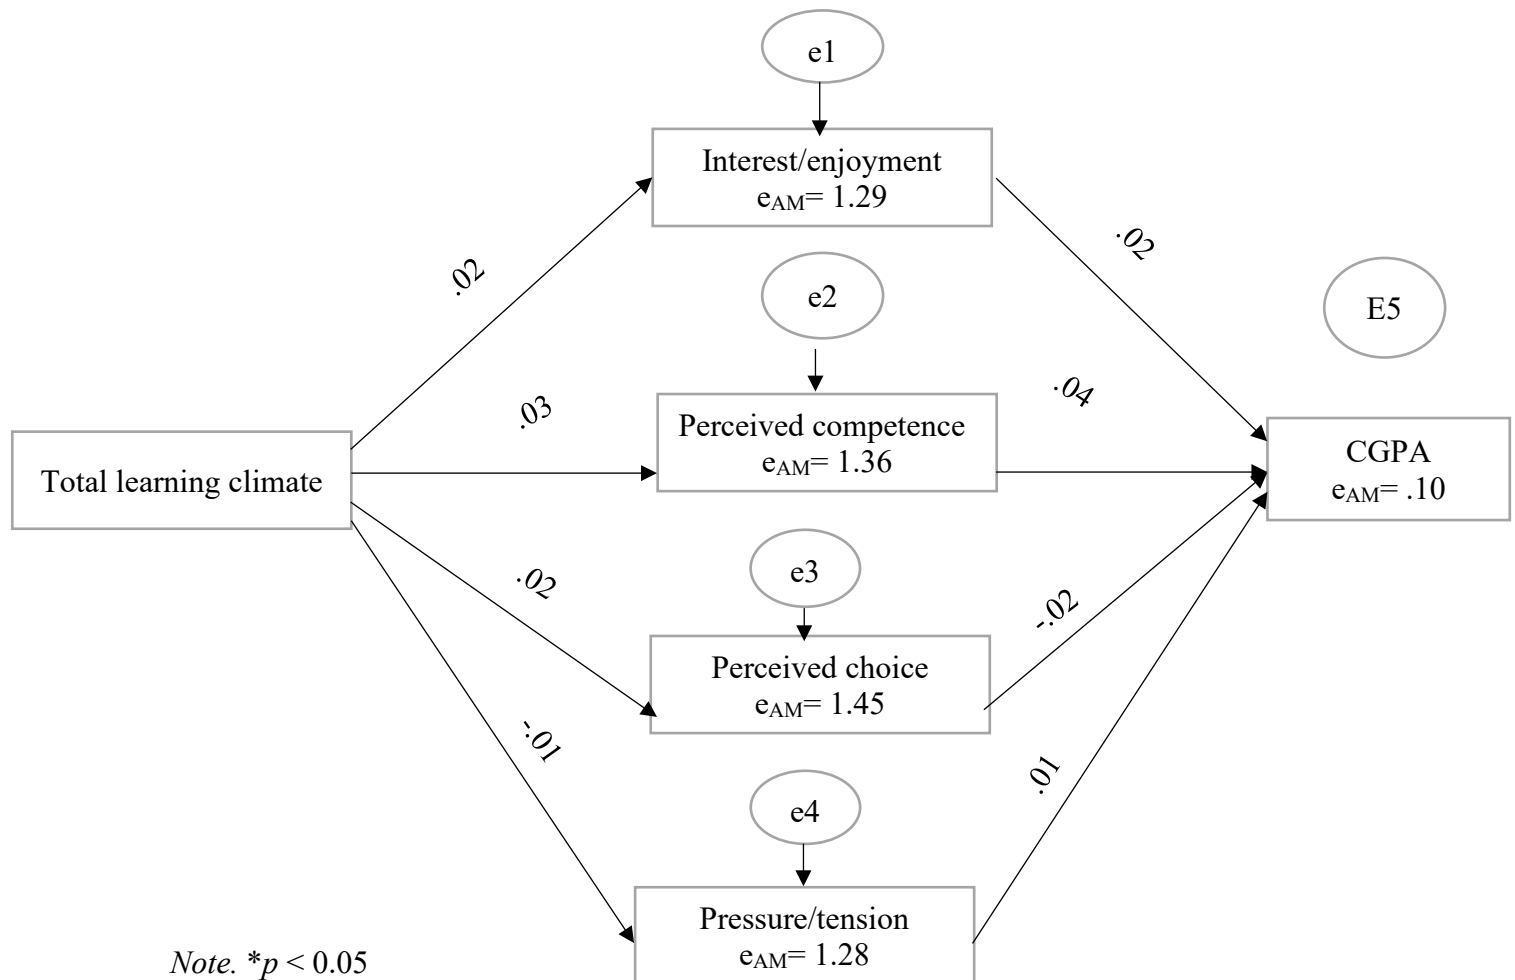 e1
Interest/enjoyment
eAM= 1.29
.02
.02
e2
E5
.03
.04
Perceived competence
eAM= 1.36
CGPA
eAM= .10
Total learning climate
e3
.02
-.02
Perceived choice
eAM= 1.45
-.01
.01
e4
Pressure/tension
eAM= 1.28
Note. *p < 0.05